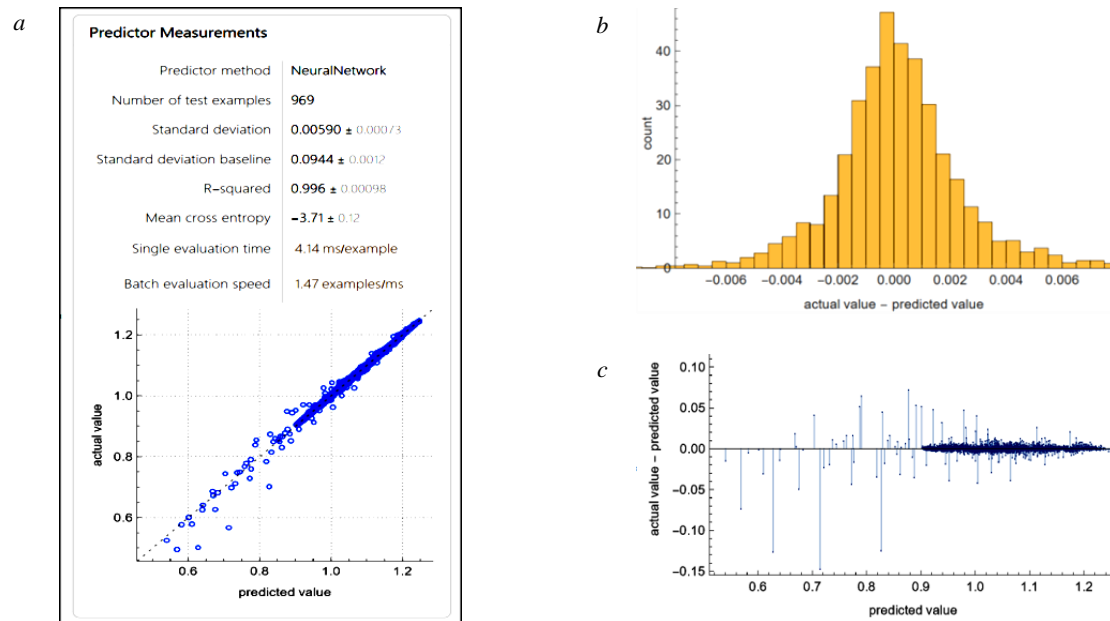 a
Predictor Measurements
Predictor method NeuralNetwork
Number of test examples 969
Standard deviation 0.00590 ± 0.00073
Standard deviation baseline 0.0944 ± 0.0012
R-squared 0.996 ± 0.00098
Mean cross entropy -3.71 ± 0.12
Single evaluation time 4.14 ms/example
Batch evaluation speed 1.47 examples/ms
1.2
1.0
0.8
0.6
actual value
0.6 0.8 1.0 1.2
predicted value
b
40
30
20
10
0
count
-0.006 -0.004 -0.002 0.000 0.002 0.004 0.006
actual value - predicted value
c
0.10
0.05
0.00
-0.05
-0.10
-0.15
actual value - predicted value
0.6 0.7 0.8 0.9 1.0 1.1 1.2
predicted value